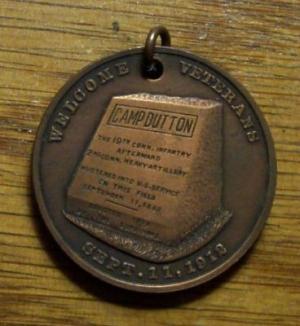 WELCOME VETERANS
CAMP DUTTON
THE 19TH CONN. INFANTRY
AFTERWARD
2ND CONN. HEAVY ARTILLERY
MUSTERED INTO U-S-SERVICE
ON THIS FIELD
SEPTEMBER 11, 1862
SEPT. 11, 1912